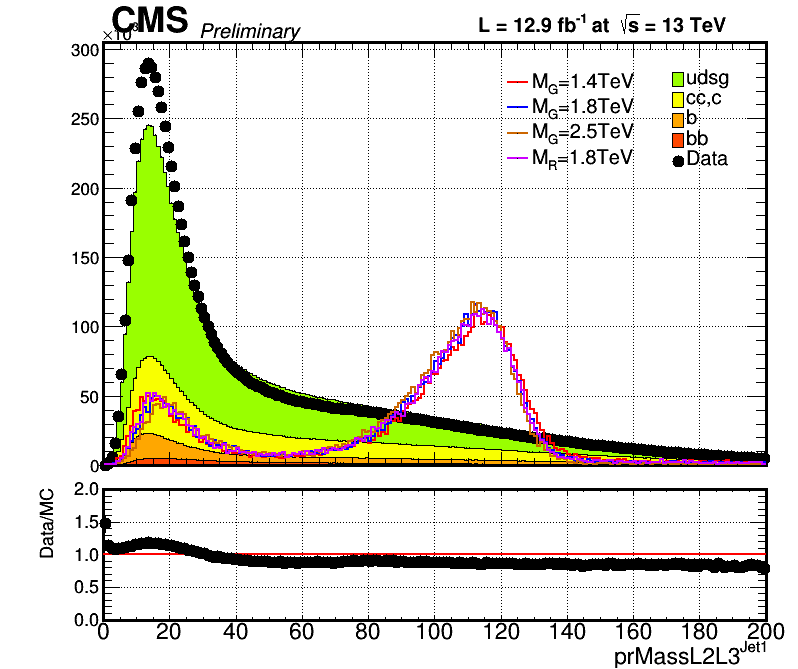 CMS Preliminary L = 12.9 fb⁻¹ at √s = 13 TeV
×10³
300
250
200
150
100
50
0
M_G=1.4TeV
M_G=1.8TeV
M_G=2.5TeV
M_R=1.8TeV
udsg
cc,c
b
bb
Data
Data/MC
2.0
1.5
1.0
0.5
0.0
0 20 40 60 80 100 120 140 160 180 200
prMassL2L3^Jet1